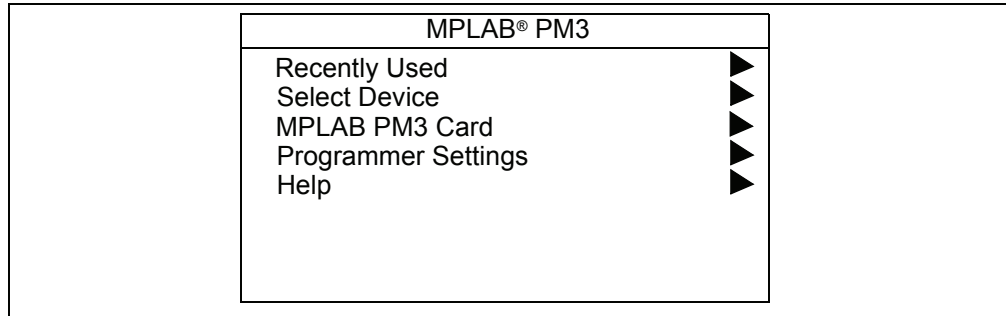 MPLAB® PM3
Recently Used
Select Device
MPLAB PM3 Card
Programmer Settings
Help